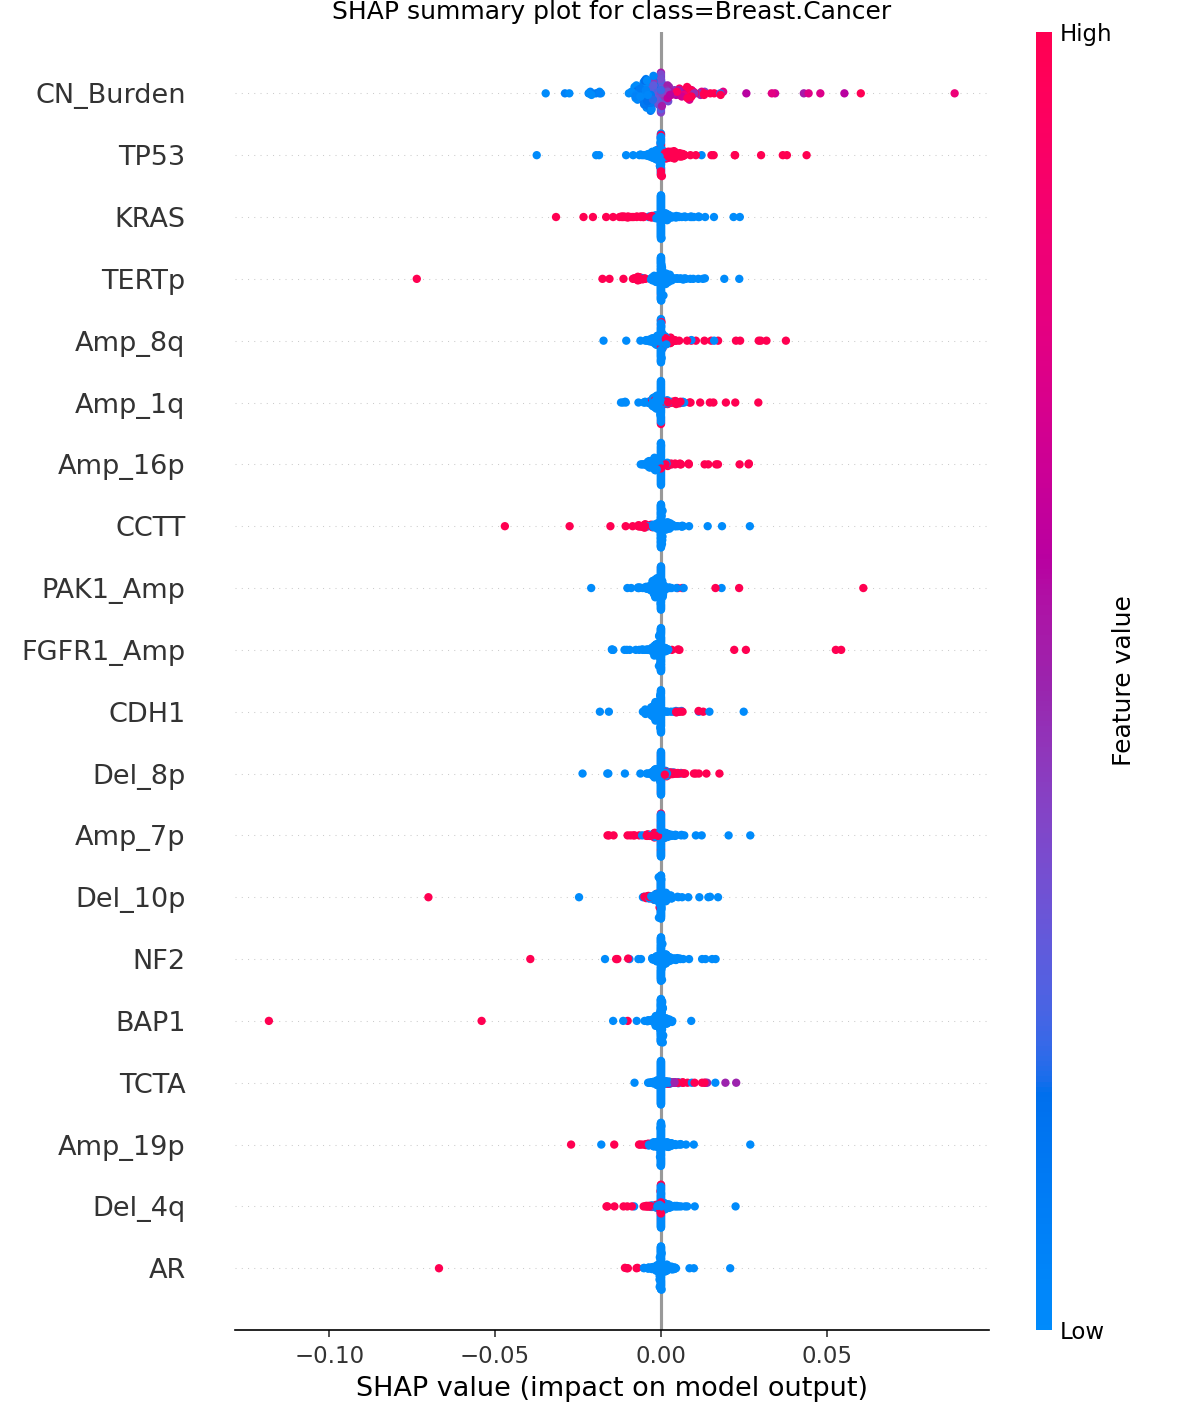 SHAP summary plot for class=Breast.Cancer
High
CN_Burden
TP53
KRAS
TERTp
Amp_8q
Amp_1q
Amp_16p
CCTT
PAK1_Amp
FGFR1_Amp
CDH1
Del_8p
Amp_7p
Del_10p
NF2
BAP1
TCTA
Amp_19p
Del_4q
AR
Feature value
Low
−0.10 −0.05 0.00 0.05
SHAP value (impact on model output)